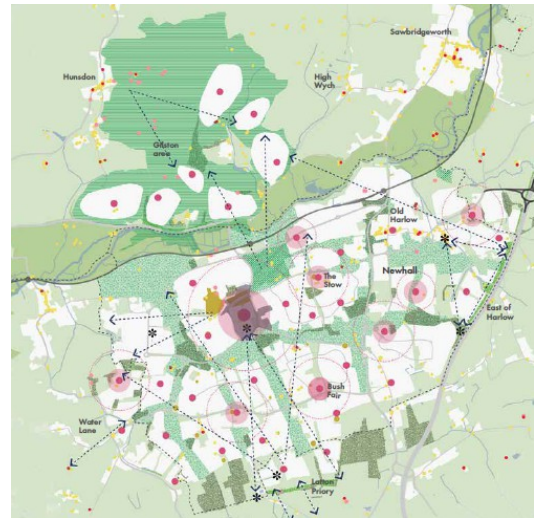 Sawbridgeworth
Hunsdon
High
Wych
Gilston
area
Old
Harlow
The
Stow
Newhall
East of
Harlow
Bush
Fair
Water
Lane
Latton
Priory